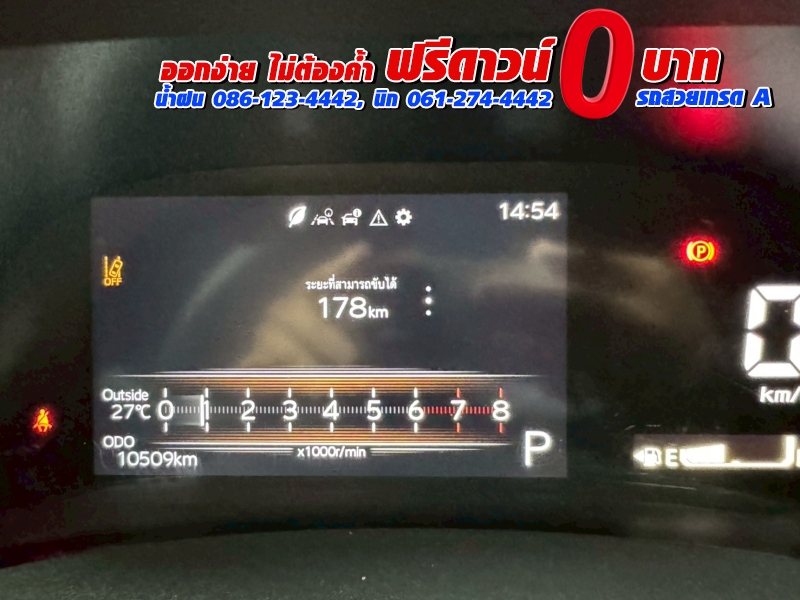 ออกง่าย ไม่ต้องค้ำ ฟรีดาวน์ 0 บาท
น้ำฝน 086-123-4442, นิก 061-274-4442 รถสวยเกรด A
14:54
OFF
ระยะที่สามารถขับได้
178km
P
0
km/
Outside
27℃
0 1 2 3 4 5 6 7 8
ODO
10509km
x1000r/min
P
E